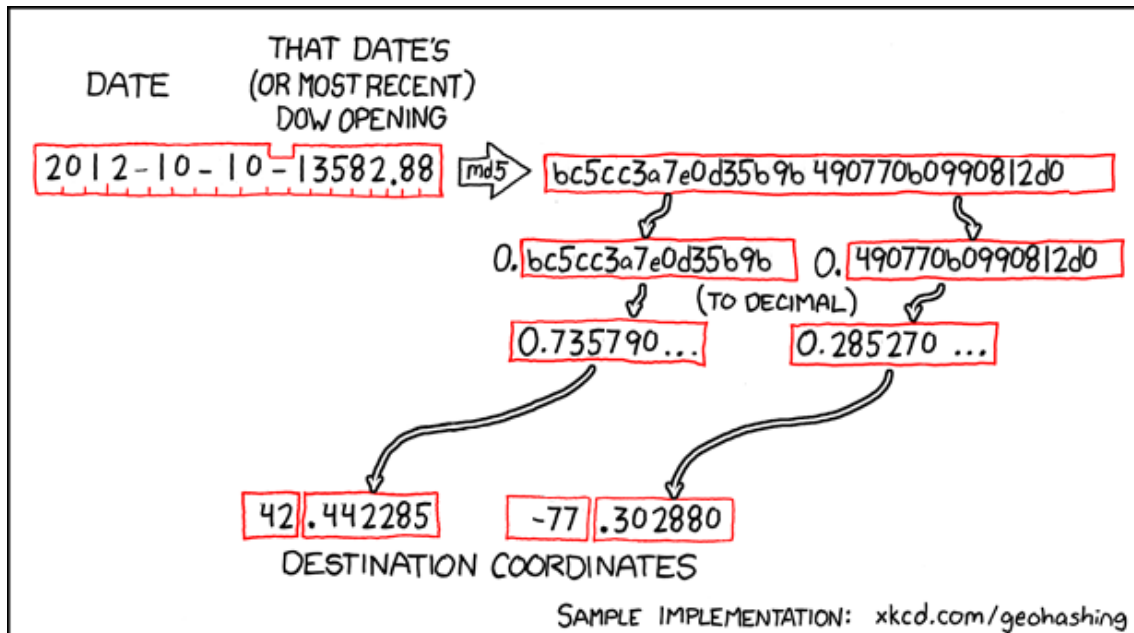 DATE
THAT DATE'S
(OR MOST RECENT)
DOW OPENING
2012-10-10-13582.88
md5
bc5cc3a7e0d35b9b490770b0990812d0
0.bc5cc3a7e0d35b9b
0.490770b0990812d0
(TO DECIMAL)
0.735790...
0.285270 ...
42.442285
-77.302880
DESTINATION COORDINATES
SAMPLE IMPLEMENTATION: xkcd.com/geohashing